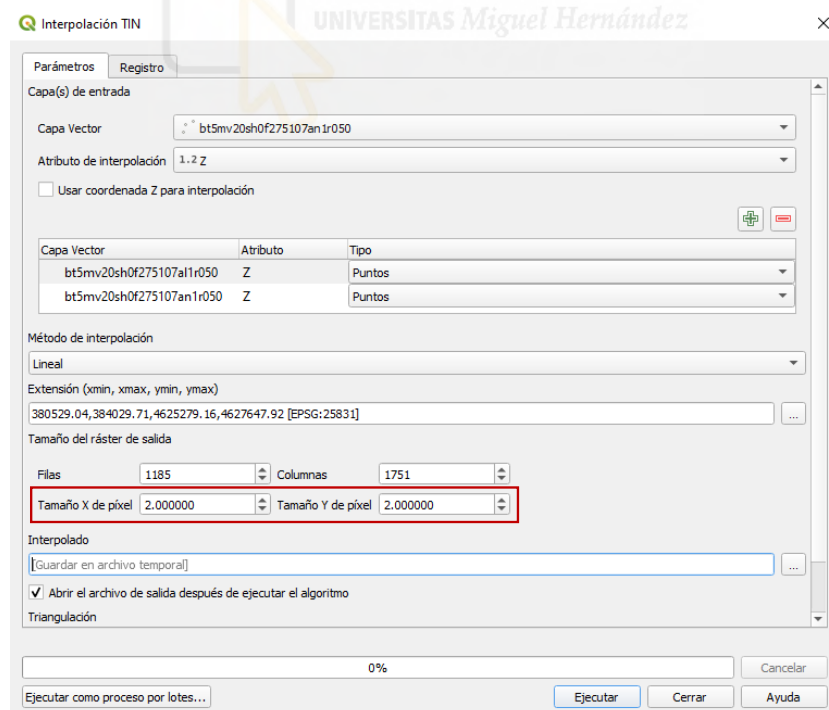 UNIVERSITAS Miguel Hernández
Interpolación TIN
Parámetros Registro
Capa(s) de entrada
Capa Vector bt5mv20sh0f275107an1r050
Atributo de interpolación 1.2 Z
Usar coordenada Z para interpolación
Capa Vector Atributo Tipo
bt5mv20sh0f275107al1r050 Z Puntos
bt5mv20sh0f275107an1r050 Z Puntos
Método de interpolación
Lineal
Extensión (xmin, xmax, ymin, ymax)
380529.04,384029.71,4625279.16,4627647.92 [EPSG:25831]
...
Tamaño del ráster de salida
Filas 1185 Columnas 1751
Tamaño X de píxel 2.000000 Tamaño Y de píxel 2.000000
Interpolado
[Guardar en archivo temporal]
...
Abrir el archivo de salida después de ejecutar el algoritmo
Triangulación
0% Cancelar
Ejecutar como proceso por lotes... Ejecutar Cerrar Ayuda